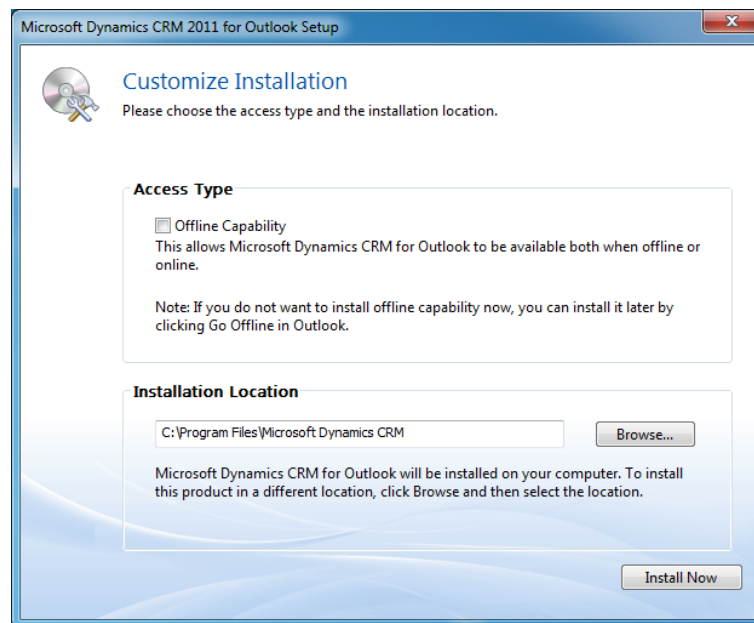 Microsoft Dynamics CRM 2011 for Outlook Setup
Customize Installation
Please choose the access type and the installation location.
Access Type
Offline Capability
This allows Microsoft Dynamics CRM for Outlook to be available both when offline or
online.
Note: If you do not want to install offline capability now, you can install it later by
clicking Go Offline in Outlook.
Installation Location
C:\Program Files\Microsoft Dynamics CRM
Browse...
Microsoft Dynamics CRM for Outlook will be installed on your computer. To install
this product in a different location, click Browse and then select the location.
Install Now